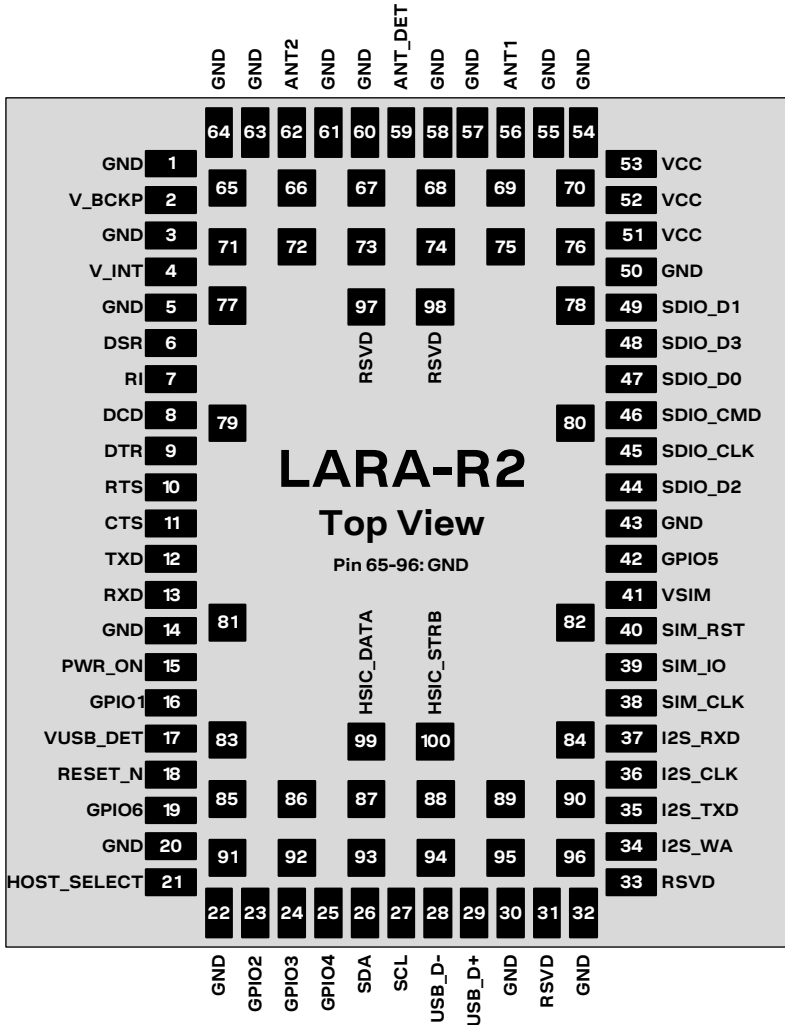 GND GND ANT2 GND GND ANT_DET GND GND ANT1 GND GND
64 63 62 61 60 59 58 57 56 55 54
GND 1 53 VCC
65 66 67 68 69 70
V_BCKP 2 52 VCC
GND 3 51 VCC
71 72 73 74 75 76
V_INT 4 50 GND
GND 5 77 97 98 78 49 SDIO_D1
DSR 6 RSVD RSVD 48 SDIO_D3
RI 7 47 SDIO_D0
DCD 8 79 80 46 SDIO_CMD
DTR 9 45 SDIO_CLK
LARA-R2
RTS 10 44 SDIO_D2
CTS 11 Top View 43 GND
TXD 12 Pin 65-96: GND 42 GPIO5
RXD 13 41 VSIM
GND 14 81 82 40 SIM_RST
PWR_ON 15 HSIC_DATA HSIC_STRB 39 SIM_IO
GPIO1 16 38 SIM_CLK
VUSB_DET 17 83 99 100 84 37 I2S_RXD
RESET_N 18 36 I2S_CLK
85 86 87 88 89 90
GPIO6 19 35 I2S_TXD
GND 20 34 I2S_WA
91 92 93 94 95 96
HOST_SELECT 21 33 RSVD
22 23 24 25 26 27 28 29 30 31 32
GND GPIO2 GPIO3 GPIO4 SDA SCL USB_D- USB_D+ GND RSVD GND